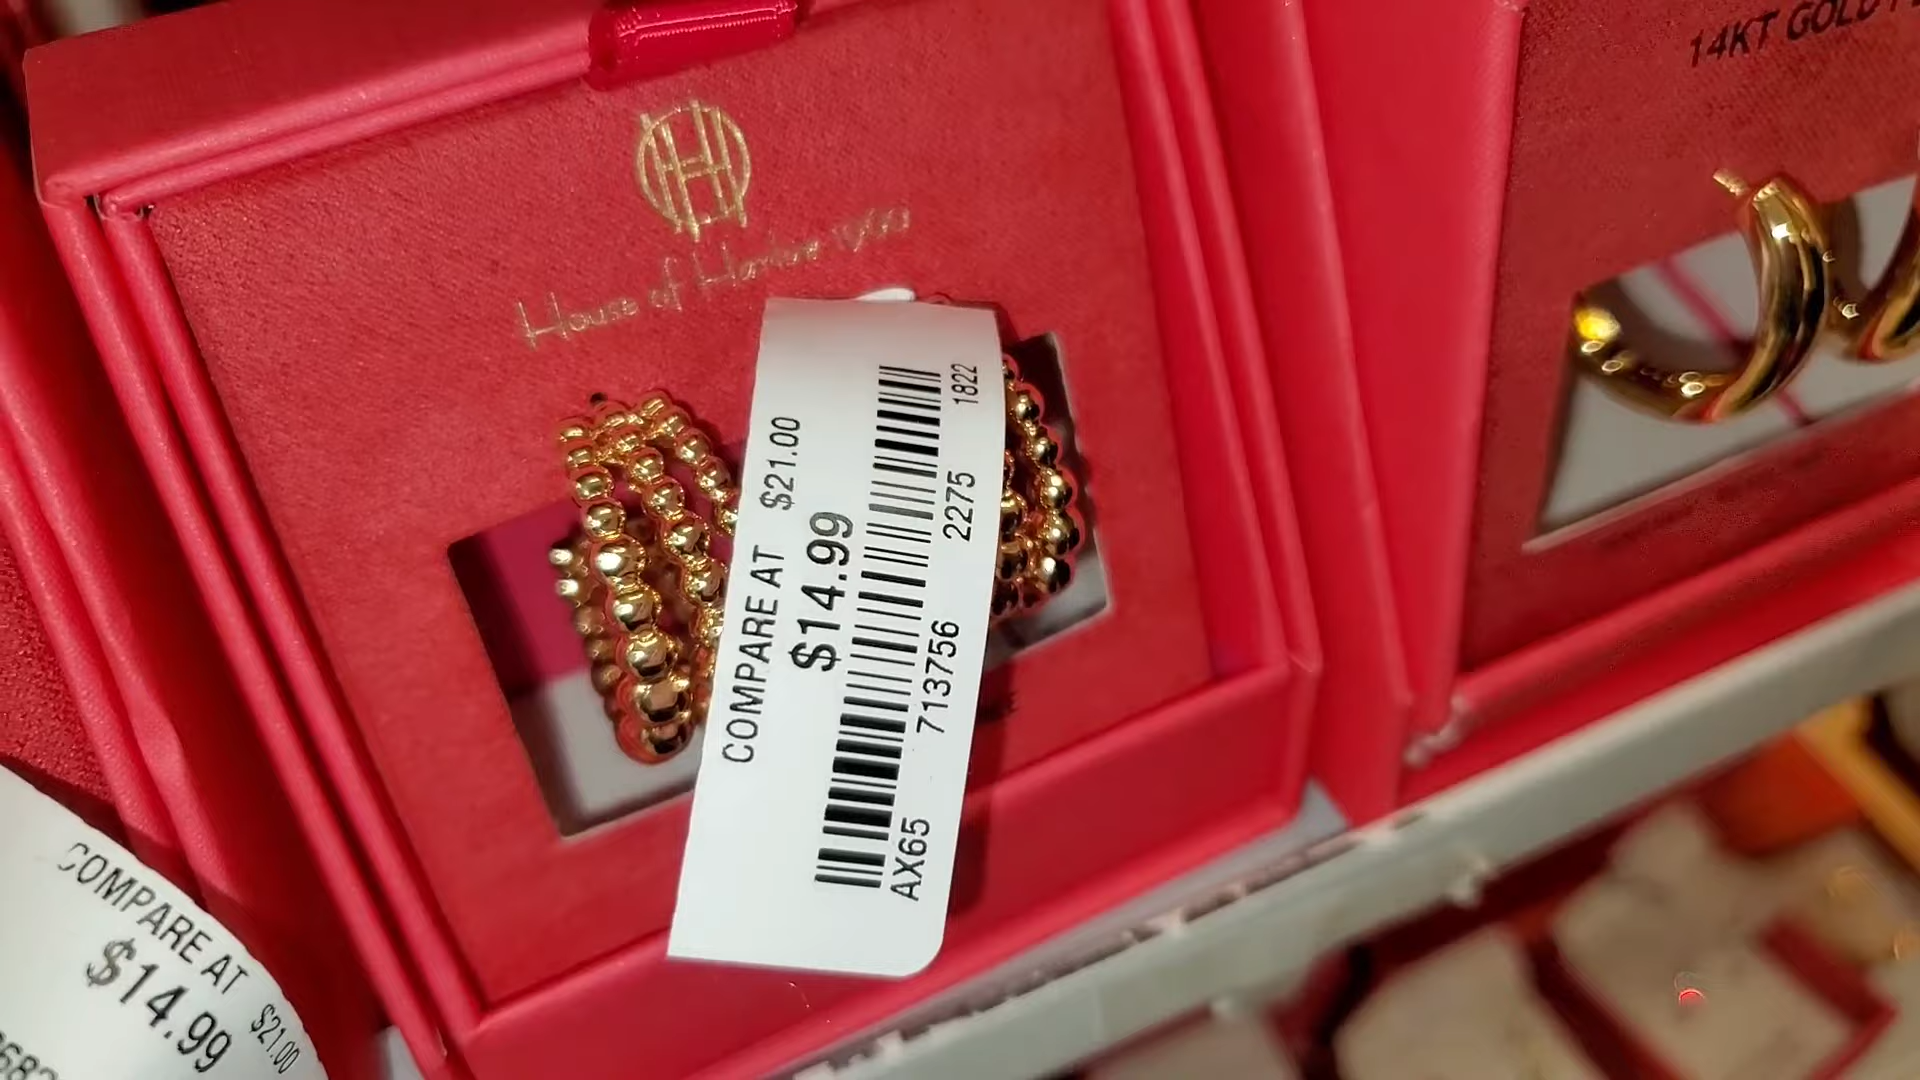 14KT GOLD
House of Harlow 1960
COMPARE AT $21.00
$14.99
1822
AX65 713756 2275
COMPARE AT $21.00
$14.99